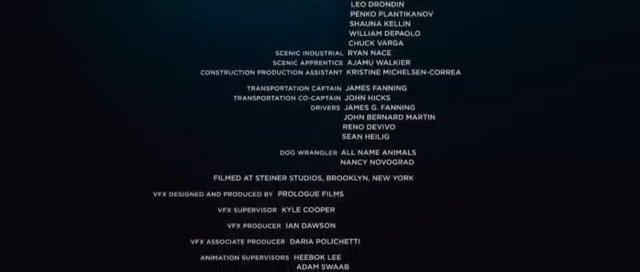 LEO DRONDIN
PENKO PLANTIKANOV
SHAUNA KELLIN
WILLIAM DEPAOLO
CHUCK VARGA
SCENIC INDUSTRIAL RYAN NACE
SCENIC APPRENTICE AJAMU WALKIER
CONSTRUCTION PRODUCTION ASSISTANT KRISTINE MICHELSEN-CORREA
TRANSPORTATION CAPTAIN JAMES FANNING
TRANSPORTATION CO-CAPTAIN JOHN HICKS
DRIVERS JAMES G. FANNING
JOHN BERNARD MARTIN
RENO DEVIVO
SEAN HEILIG
DOG WRANGLER ALL NAME ANIMALS
NANCY NOVOGRAD
FILMED AT STEINER STUDIOS, BROOKLYN, NEW YORK
VFX DESIGNED AND PRODUCED BY PROLOGUE FILMS
VFX SUPERVISOR KYLE COOPER
VFX PRODUCER IAN DAWSON
VFX ASSOCIATE PRODUCER DARIA POLICHETTI
ANIMATION SUPERVISORS HEEBOK LEE
ADAM SWAAB